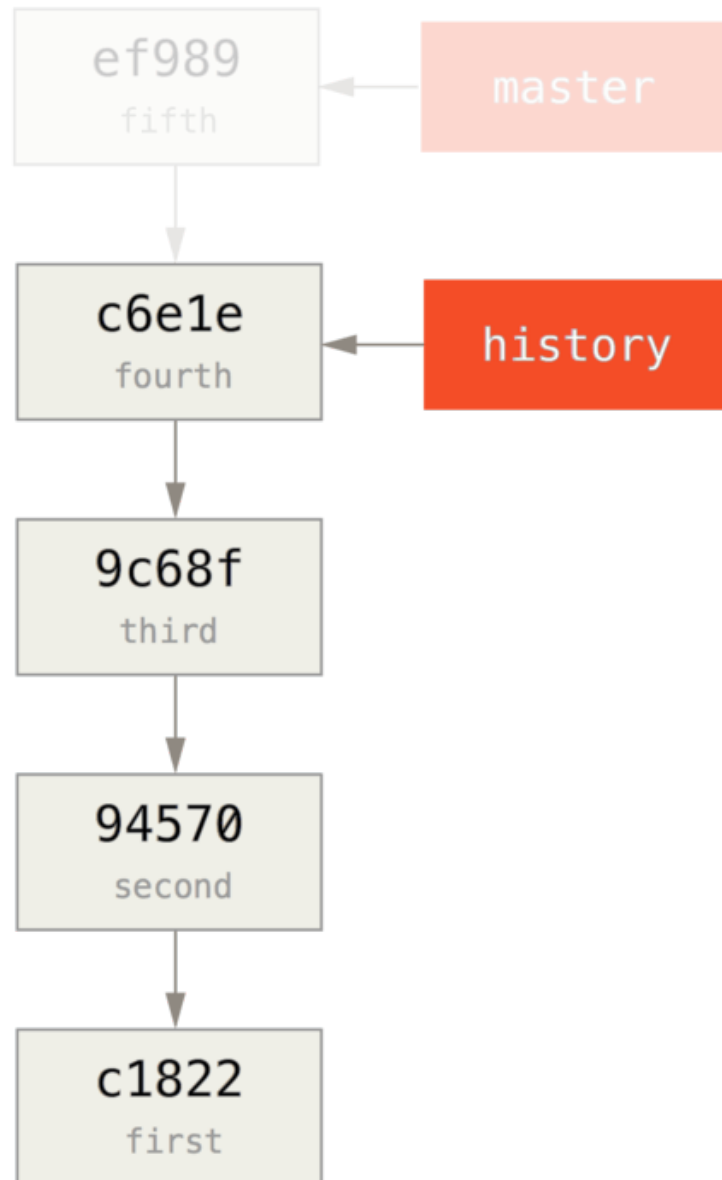 ef989
fifth
master
c6e1e
fourth
history
9c68f
third
94570
second
c1822
first